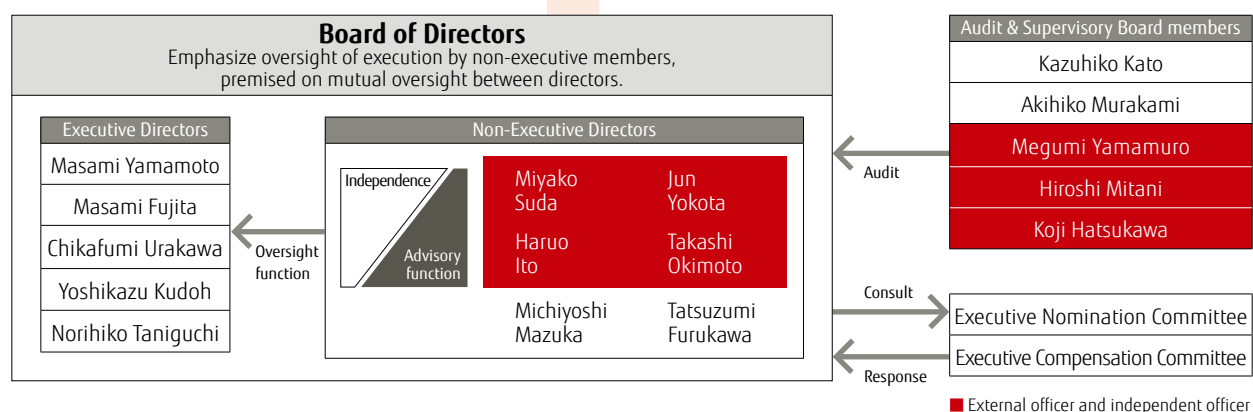 Board of Directors
Emphasize oversight of execution by non-executive members,
premised on mutual oversight between directors.
Executive Directors
Masami Yamamoto
Masami Fujita
Chikafumi Urakawa
Yoshikazu Kudoh
Norihiko Taniguchi
Oversight
function
Non-Executive Directors
Independence
Advisory
function
Miyako
Suda
Jun
Yokota
Haruo
Ito
Takashi
Okimoto
Michiyoshi
Mazuka
Tatsuzumi
Furukawa
Audit
Consult
Response
Audit & Supervisory Board members
Kazuhiko Kato
Akihiko Murakami
Megumi Yamamuro
Hiroshi Mitani
Koji Hatsukawa
Executive Nomination Committee
Executive Compensation Committee
External officer and independent officer